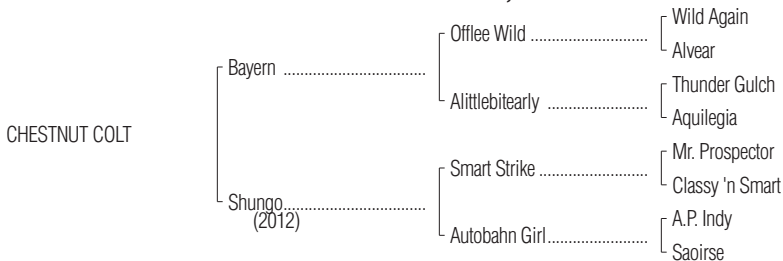 Wild Again
Offlee Wild ........................
Alvear
Bayern .............................
Thunder Gulch
Alittlebitearly ....................
Aquilegia
CHESTNUT COLT
Mr. Prospector
Smart Strike ......................
Classy 'n Smart
Shungo.............................
(2012)
A.P. Indy
Autobahn Girl.....................
Saoirse